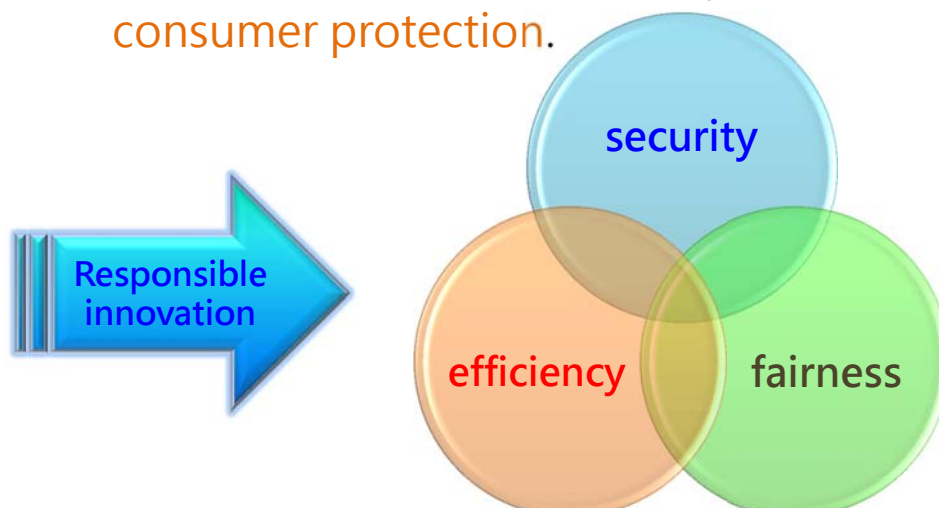 consumer protection.
security
Responsible
innovation
efficiency
fairness